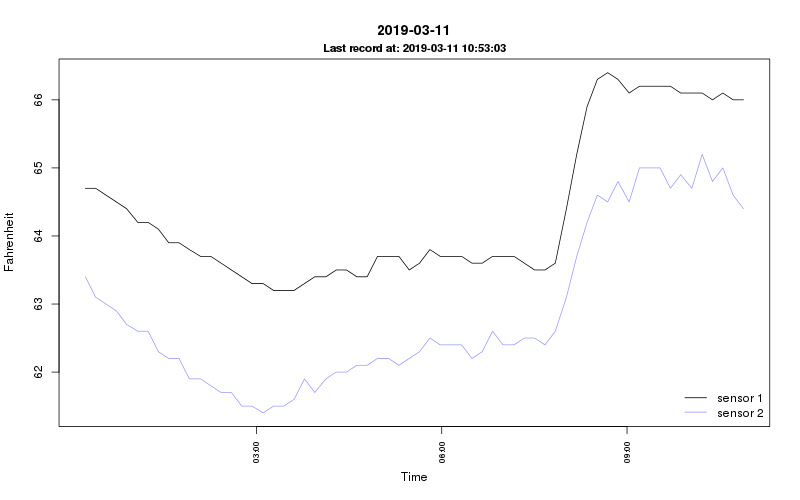 2019-03-11
Last record at: 2019-03-11 10:53:03
Fahrenheit
66
65
64
63
62
sensor 1
sensor 2
03:00
06:00
09:00
Time